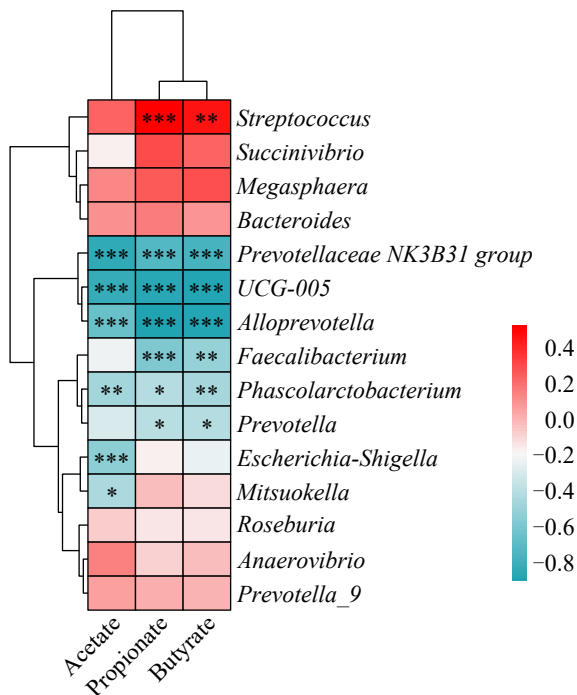 *** ** Streptococcus
Succinivibrio
Megasphaera
Bacteroides
*** *** *** Prevotellaceae NK3B31 group
*** *** *** UCG-005
*** *** *** Alloprevotella
*** ** Faecalibacterium
** * ** Phascolarctobacterium
* * Prevotella
*** Escherichia-Shigella
* Mitsuokella
Roseburia
Anaerovibrio
Prevotella_9
Acetate
Propionate
Butyrate
0.4
0.2
0.0
−0.2
−0.4
−0.6
−0.8